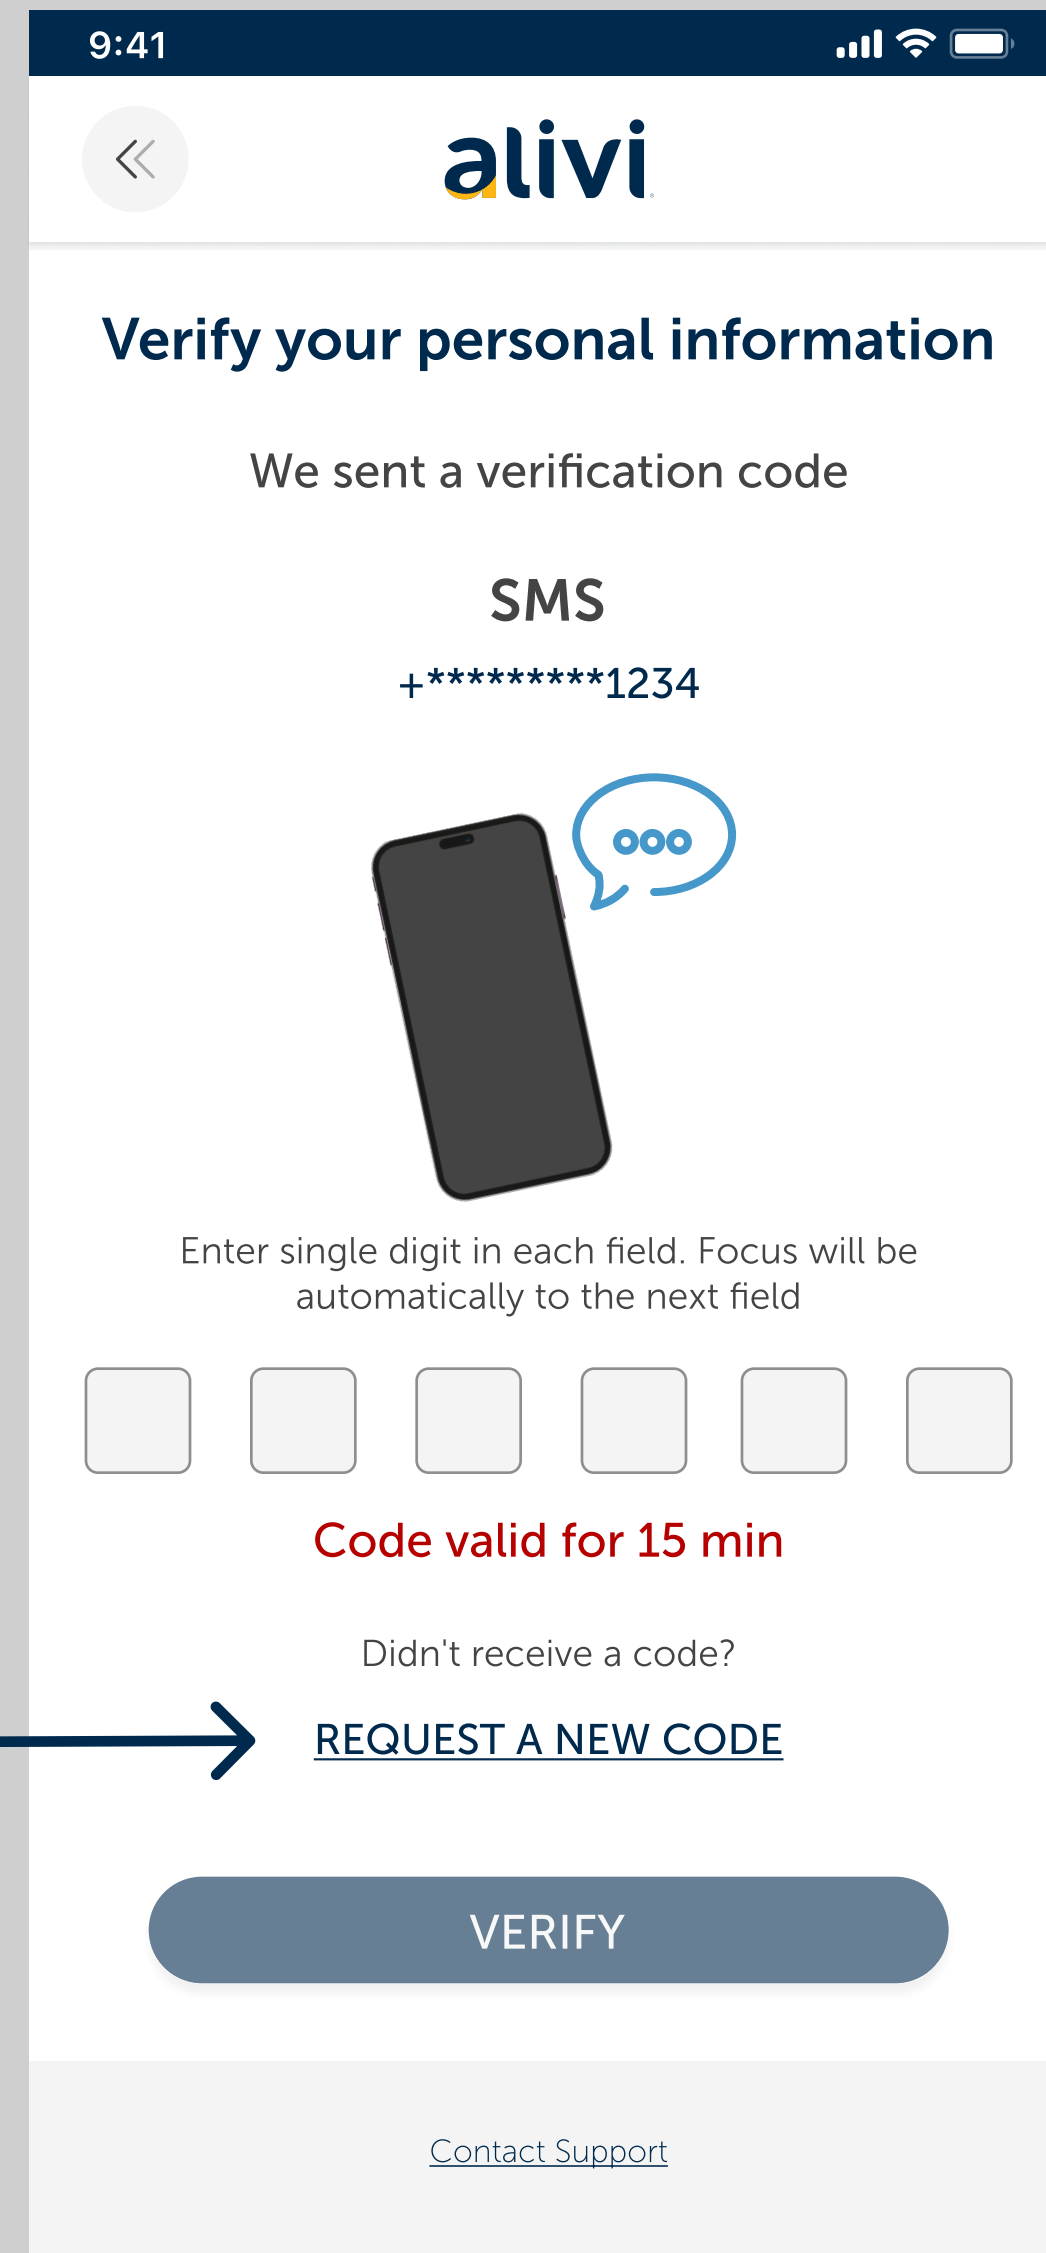 9:41
alivi
Verify your personal information
We sent a verification code
SMS
+*********1234
Enter single digit in each field. Focus will be
automatically to the next field
Code valid for 15 min
Didn't receive a code?
REQUEST A NEW CODE
VERIFY
Contact Support